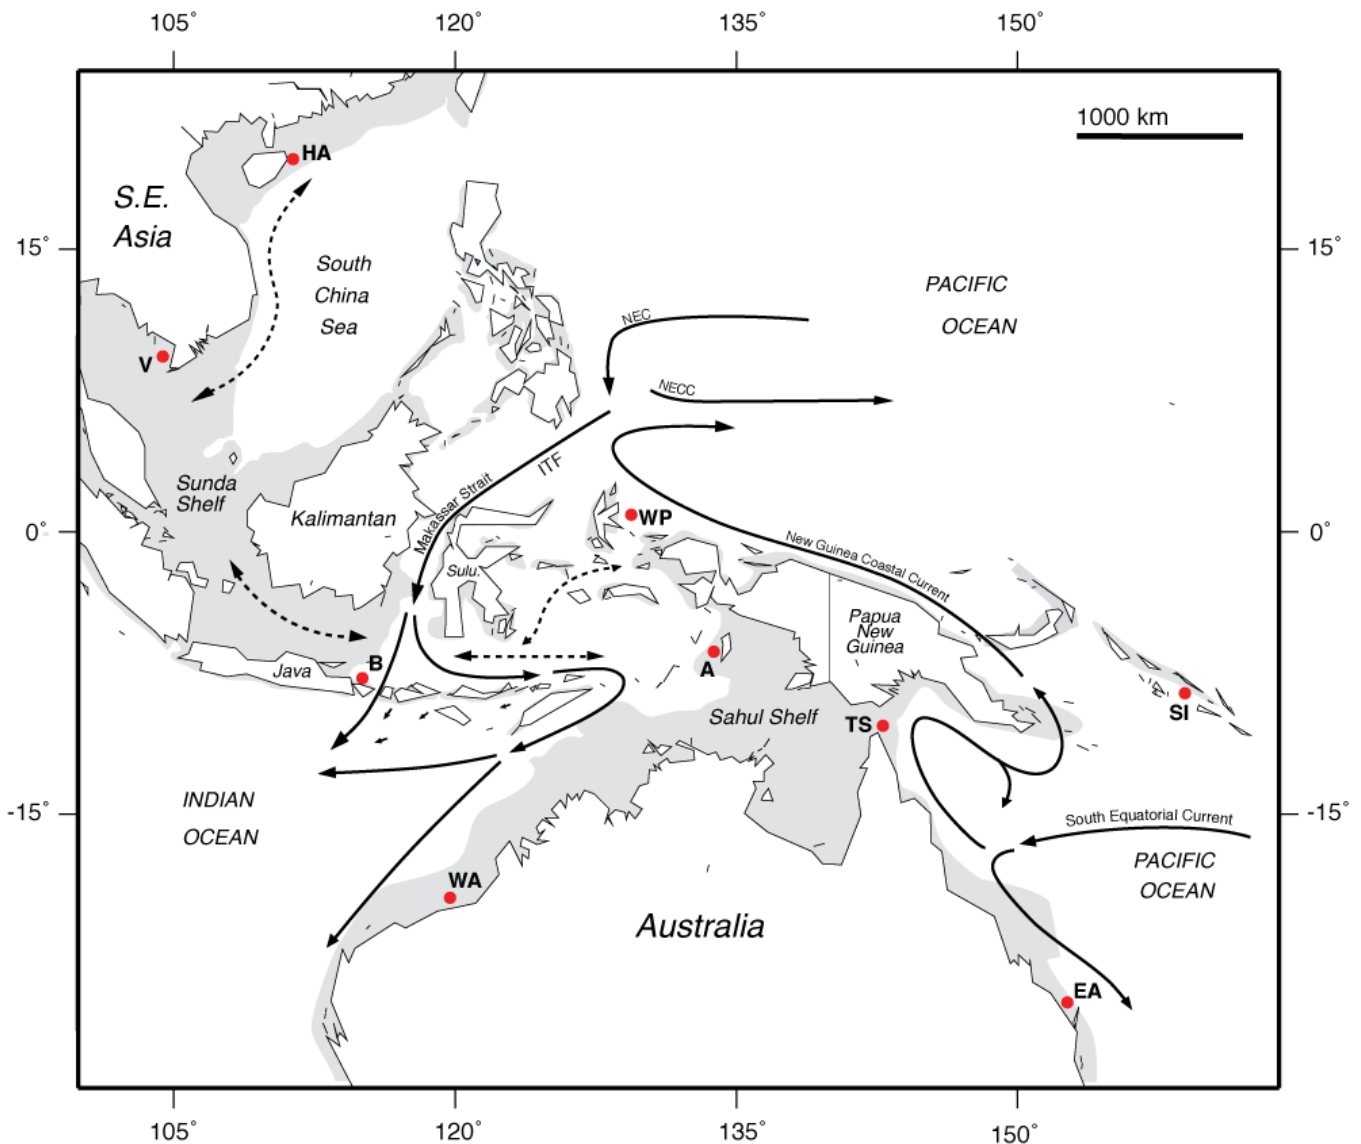 105˚
120˚
135˚
150˚
1000 km
HA
S.E.
Asia
15˚
15˚
South
China
Sea
PACIFIC
OCEAN
NEC
V
NECC
ITF
Makassar Strait
Sunda
Shelf
Kalimantan
WP
0˚
0˚
New Guinea Coastal Current
Sulu.
Papua
New
Guinea
Java
B
A
Sahul Shelf
TS
SI
INDIAN
OCEAN
-15˚
-15˚
South Equatorial Current
PACIFIC
OCEAN
WA
Australia
EA
105˚
120˚
135˚
150˚